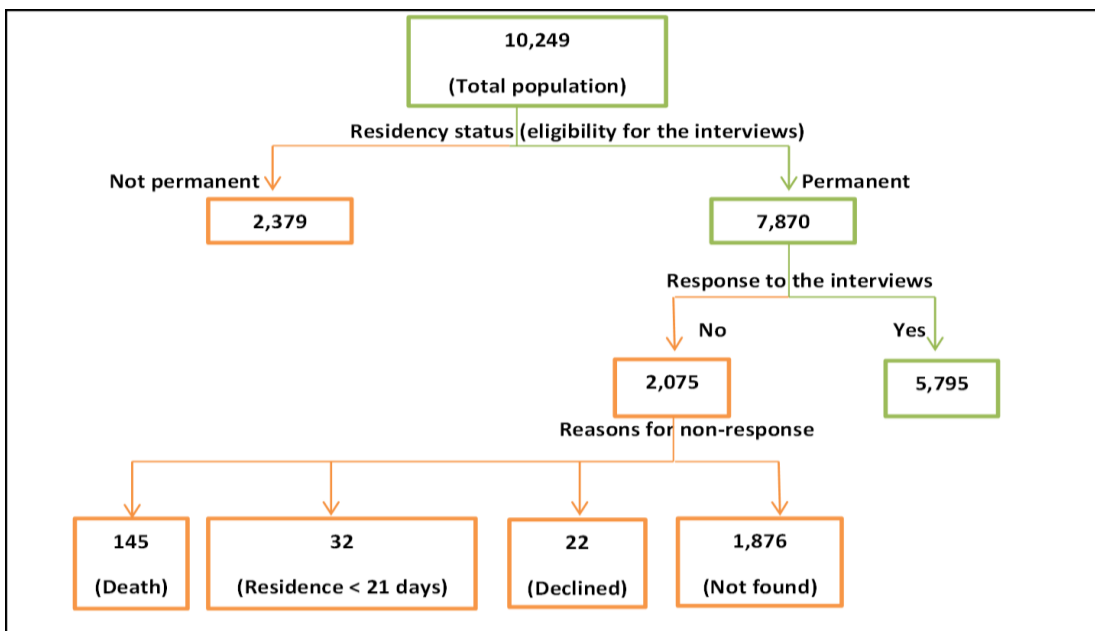 10,249
(Total population)
Residency status (eligibility for the interviews)
Not permanent
Permanent
2,379
7,870
Response to the interviews
No
Yes
2,075
5,795
Reasons for non-response
145
(Death)
32
(Residence < 21 days)
22
(Declined)
1,876
(Not found)